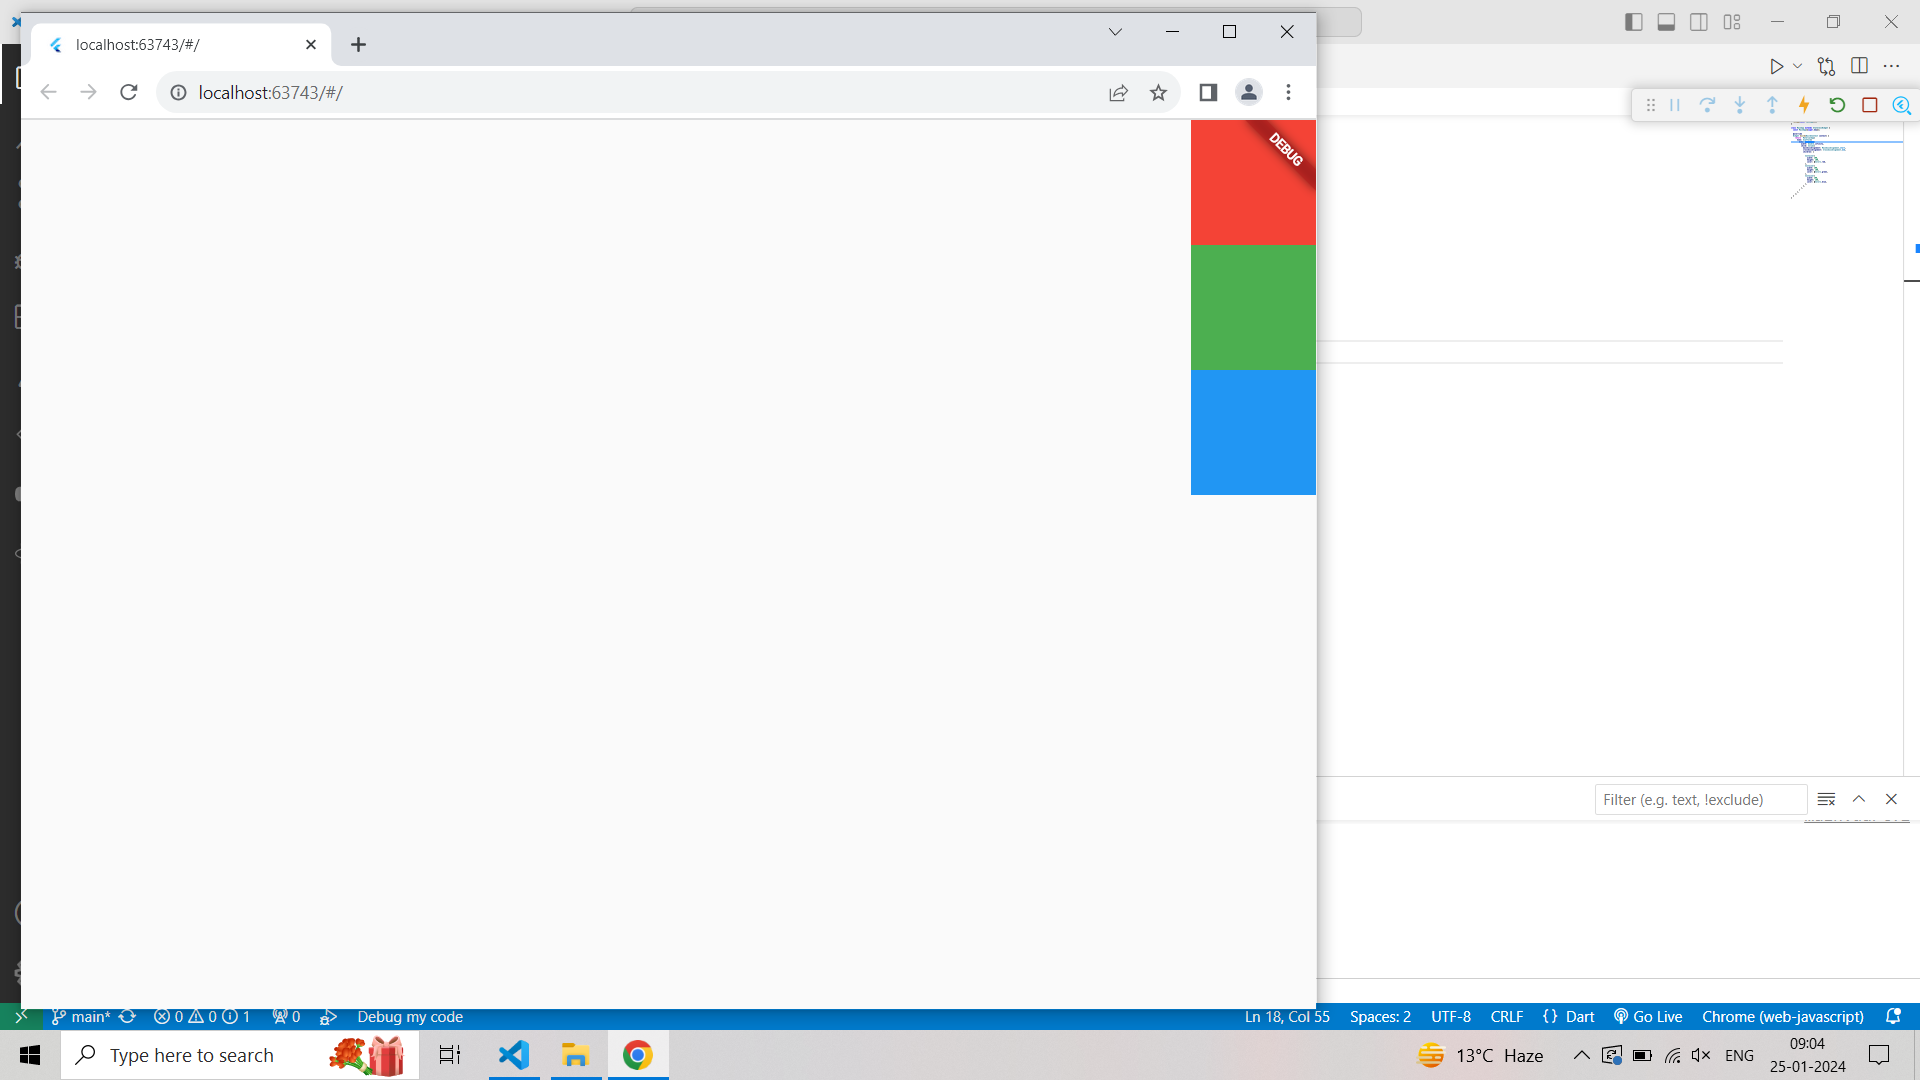 localhost:63743/#/
localhost:63743/#/
DEBUG
Filter (e.g. text, !exclude)
main* 0 0 1 0 Debug my code
Ln 18, Col 55 Spaces: 2 UTF-8 CRLF {} Dart Go Live Chrome (web-javascript)
Type here to search
13°C Haze
ENG
09:04
25-01-2024